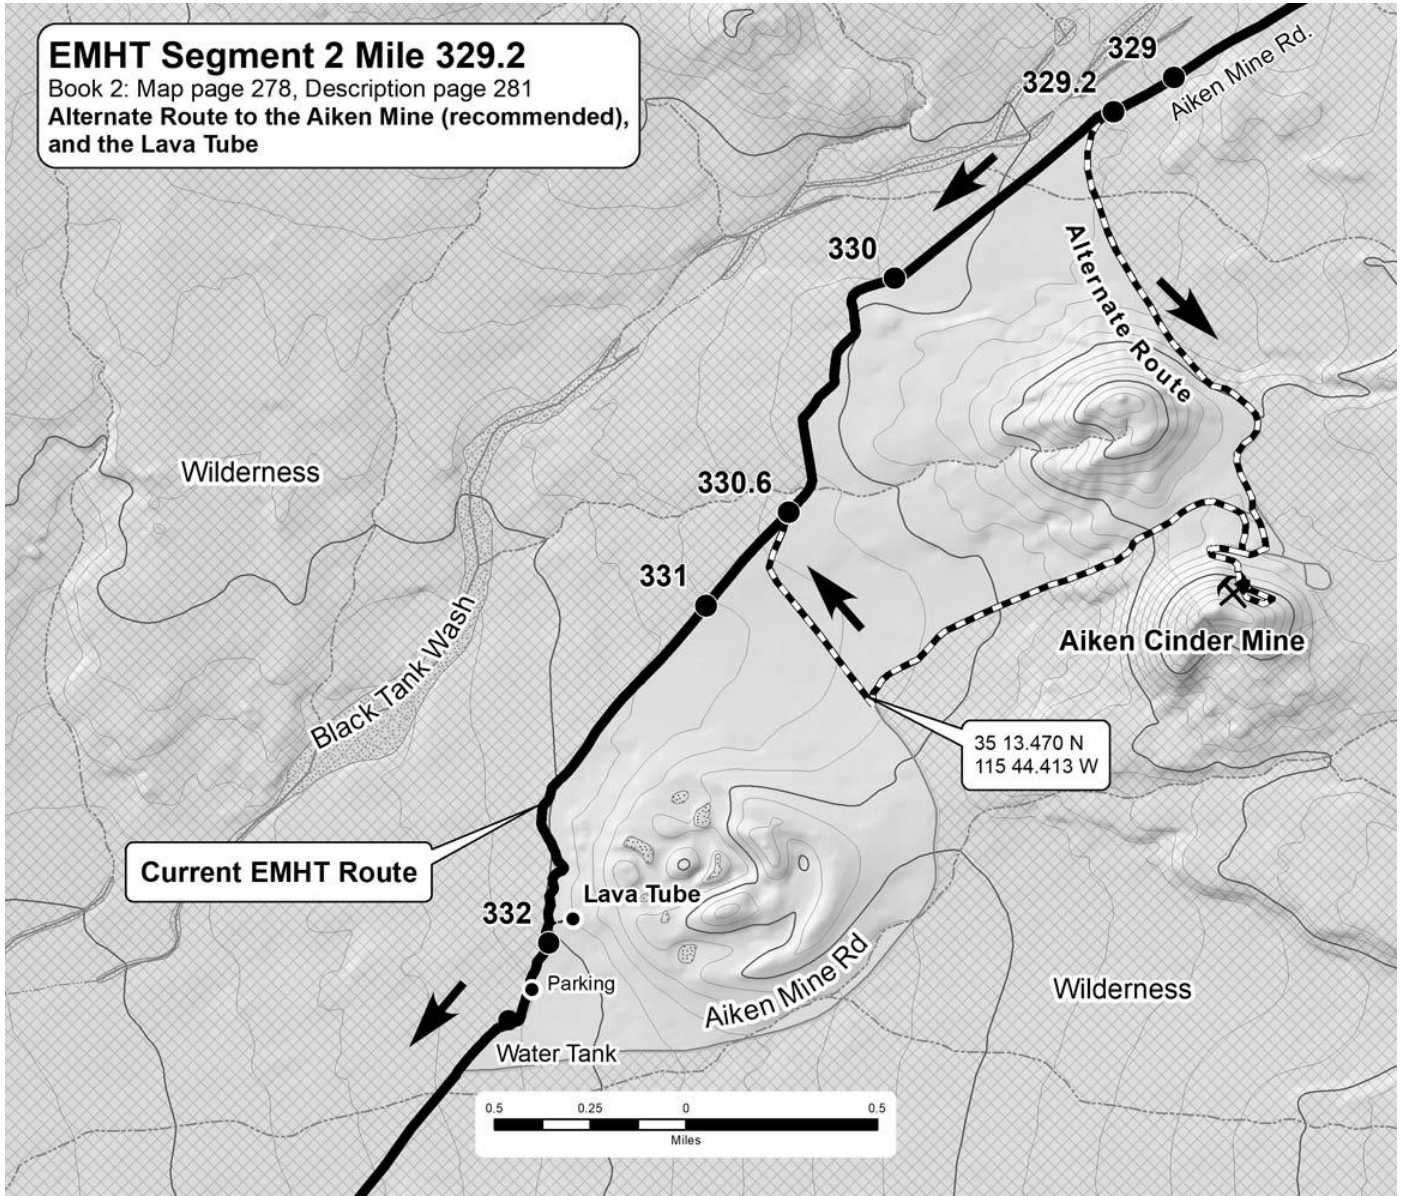 EMHT Segment 2 Mile 329.2
Book 2: Map page 278, Description page 281
Alternate Route to the Aiken Mine (recommended),
and the Lava Tube
329
329.2
Aiken Mine Rd.
330
Alternate Route
Wilderness
330.6
331
Black Tank Wash
Aiken Cinder Mine
35 13.470 N
115 44.413 W
Current EMHT Route
Lava Tube
332
Aiken Mine Rd
Parking
Wilderness
Water Tank
0.5 0.25 0 0.5
Miles